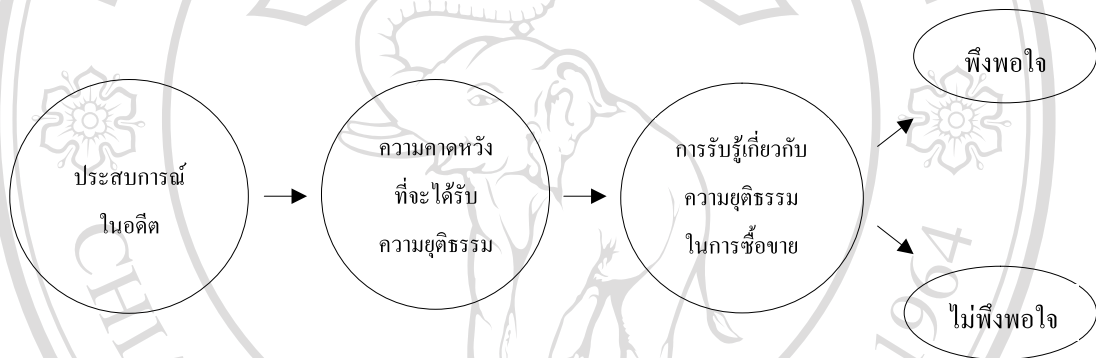 ประสบการณ์
ในอดีต
ความคาดหวัง
ที่จะได้รับ
ความยุติธรรม
การรับรู้เกี่ยวกับ
ความยุติธรรม
ในการซื้อขาย
พึงพอใจ
ไม่พึงพอใจ
CHI
1964